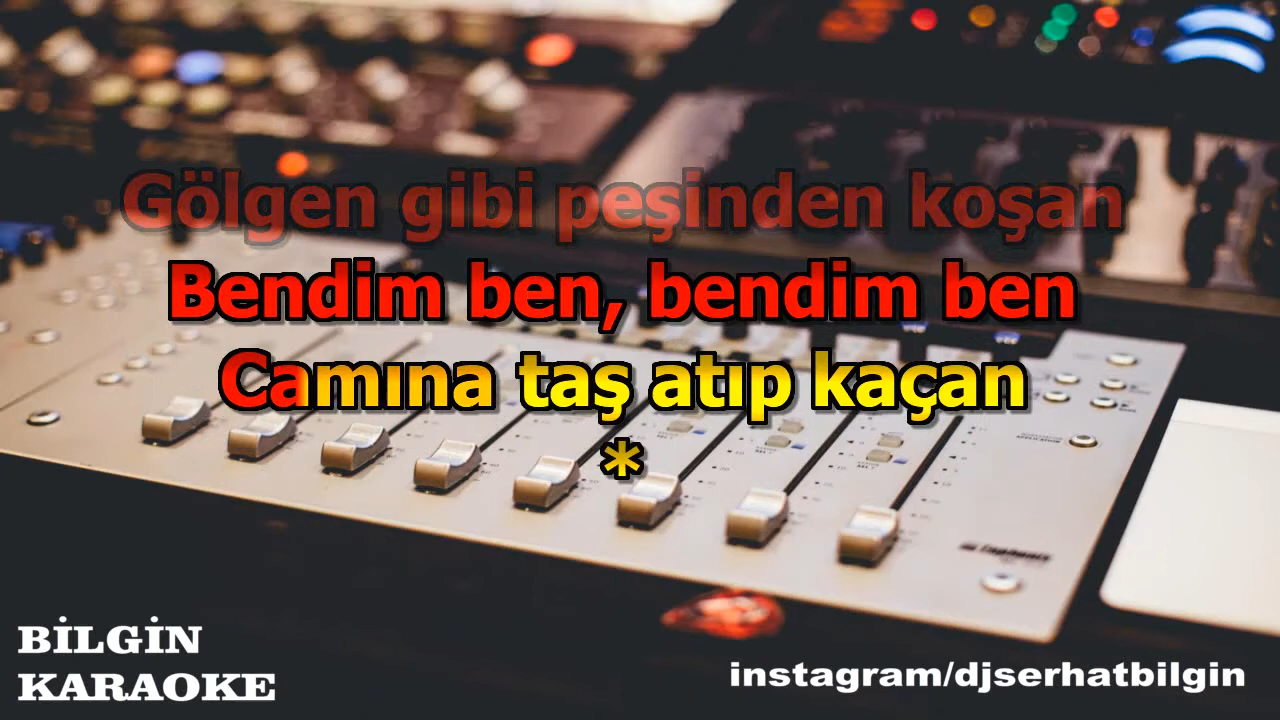 Gölgen gibi peşinden koşan
Bendim ben, bendim ben
Camına taş atıp kaçan
*
BİLGİN
KARAOKE
instagram/djserhatbilgin